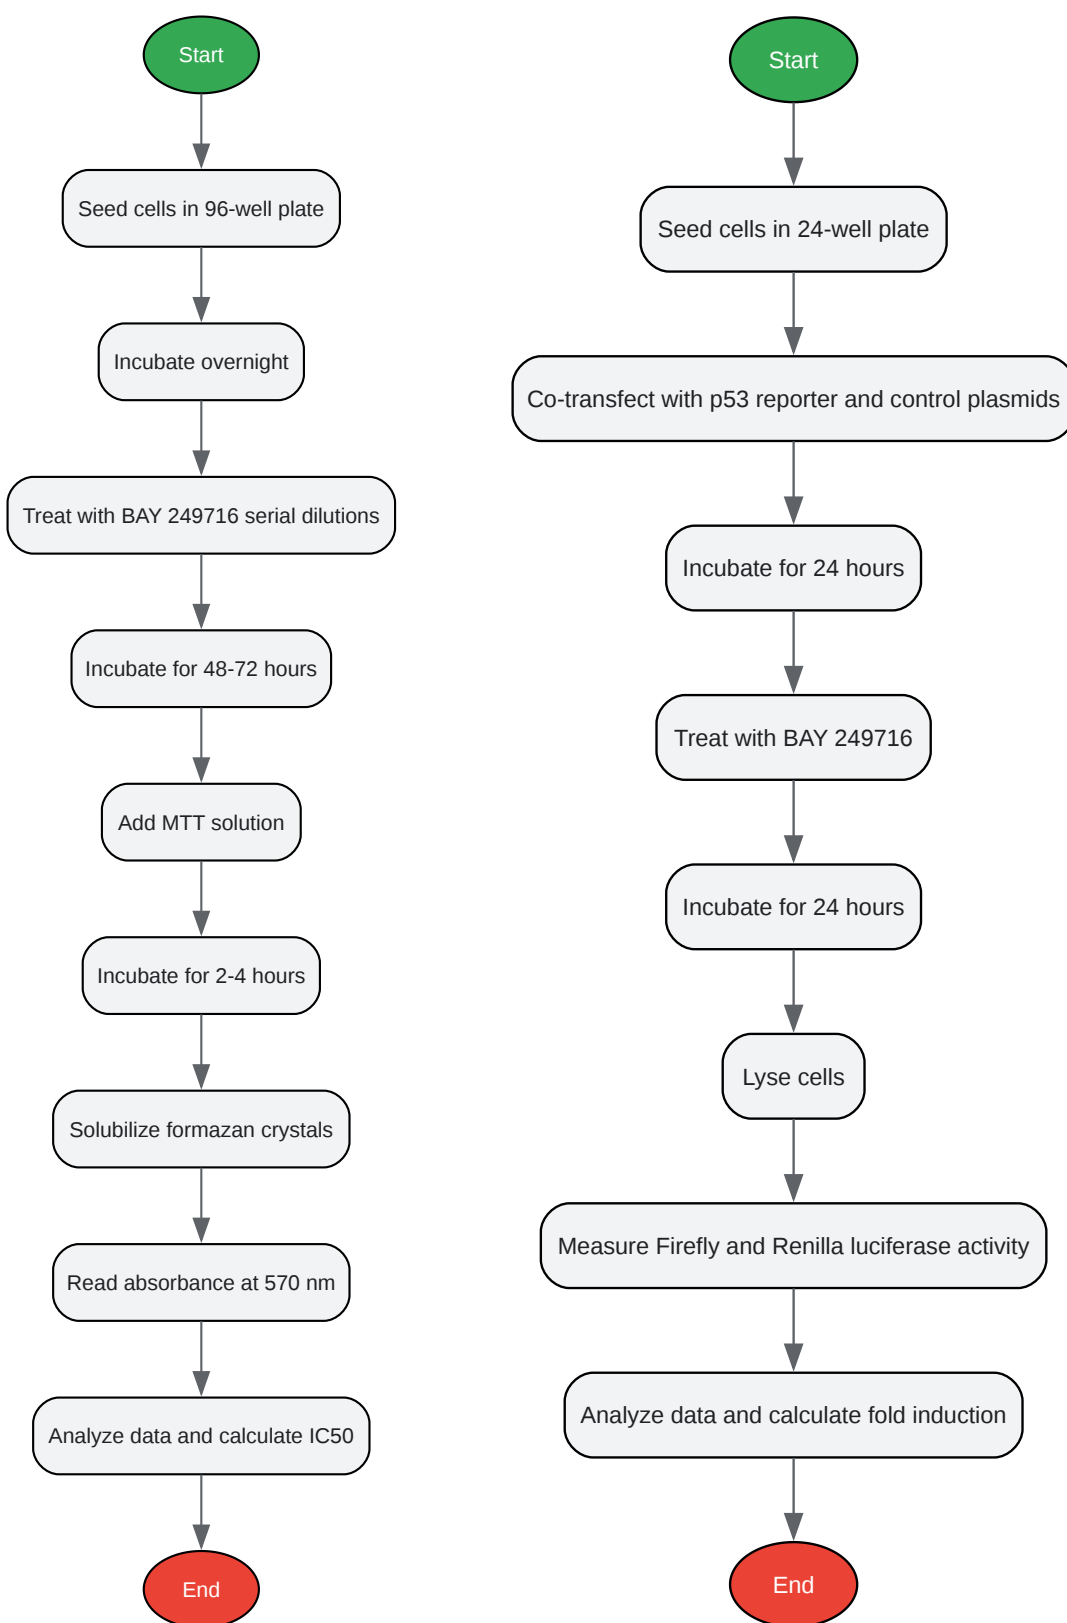 Start
Seed cells in 96-well plate
Incubate overnight
Treat with BAY 249716 serial dilutions
Incubate for 48-72 hours
Add MTT solution
Incubate for 2-4 hours
Solubilize formazan crystals
Read absorbance at 570 nm
Analyze data and calculate IC50
End
Start
Seed cells in 24-well plate
Co-transfect with p53 reporter and control plasmids
Incubate for 24 hours
Treat with BAY 249716
Incubate for 24 hours
Lyse cells
Measure Firefly and Renilla luciferase activity
Analyze data and calculate fold induction
End